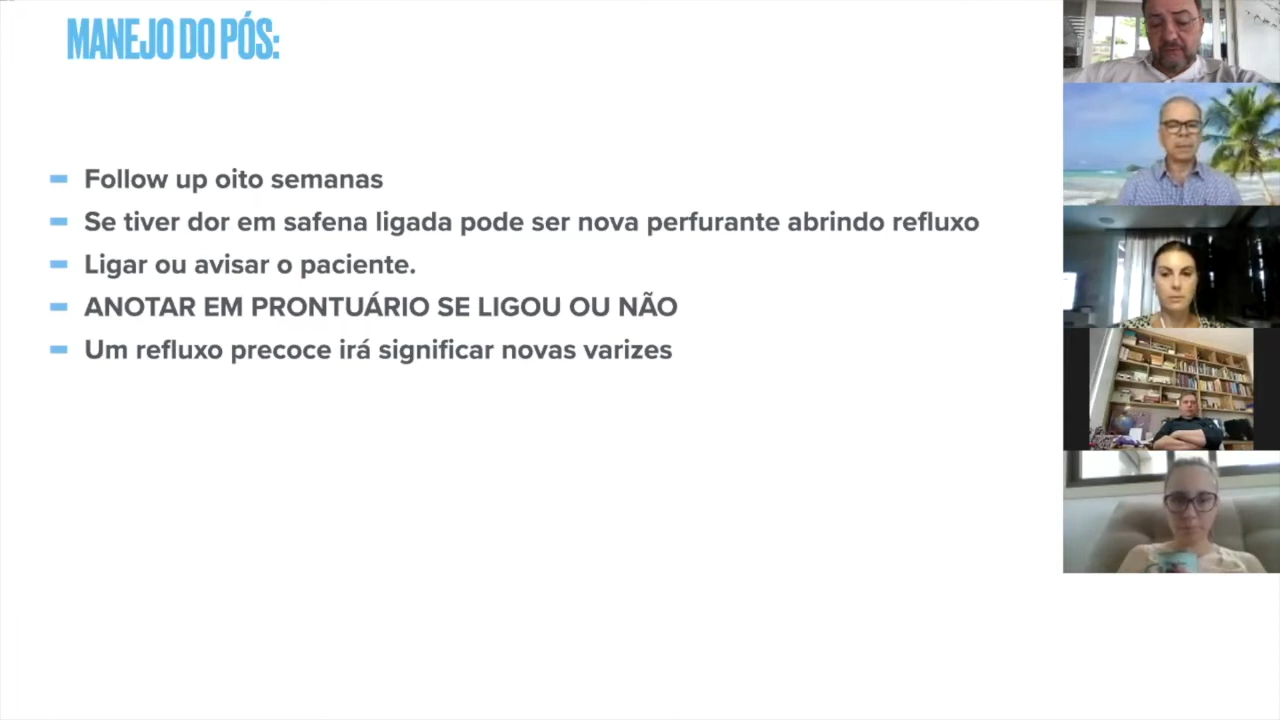 MANEJO DO PÓS:
Follow up oito semanas
Se tiver dor em safena ligada pode ser nova perfurante abrindo refluxo
Ligar ou avisar o paciente.
ANOTAR EM PRONTUÁRIO SE LIGOU OU NÃO
Um refluxo precoce irá significar novas varizes